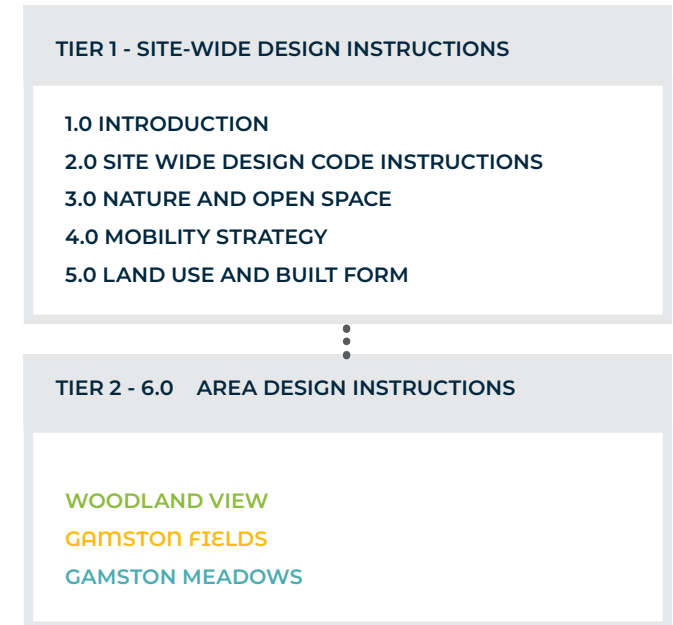 TIER 1 - SITE-WIDE DESIGN INSTRUCTIONS
1.0 INTRODUCTION
2.0 SITE WIDE DESIGN CODE INSTRUCTIONS
3.0 NATURE AND OPEN SPACE
4.0 MOBILITY STRATEGY
5.0 LAND USE AND BUILT FORM
TIER 2 - 6.0 AREA DESIGN INSTRUCTIONS
WOODLAND VIEW
GAMSTON FIELDS
GAMSTON MEADOWS